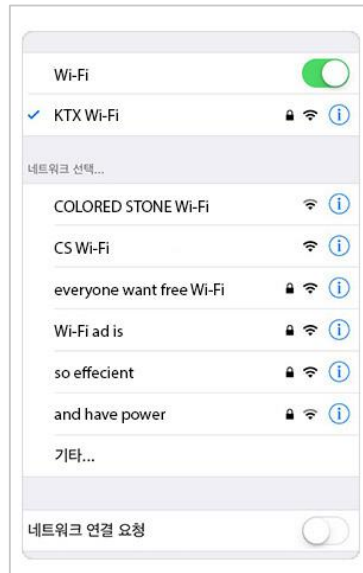 Wi-Fi
KTX Wi-Fi
네트워크 선택...
COLORED STONE Wi-Fi
CS Wi-Fi
everyone want free Wi-Fi
Wi-Fi ad is
so effecient
and have power
기타...
네트워크 연결 요청